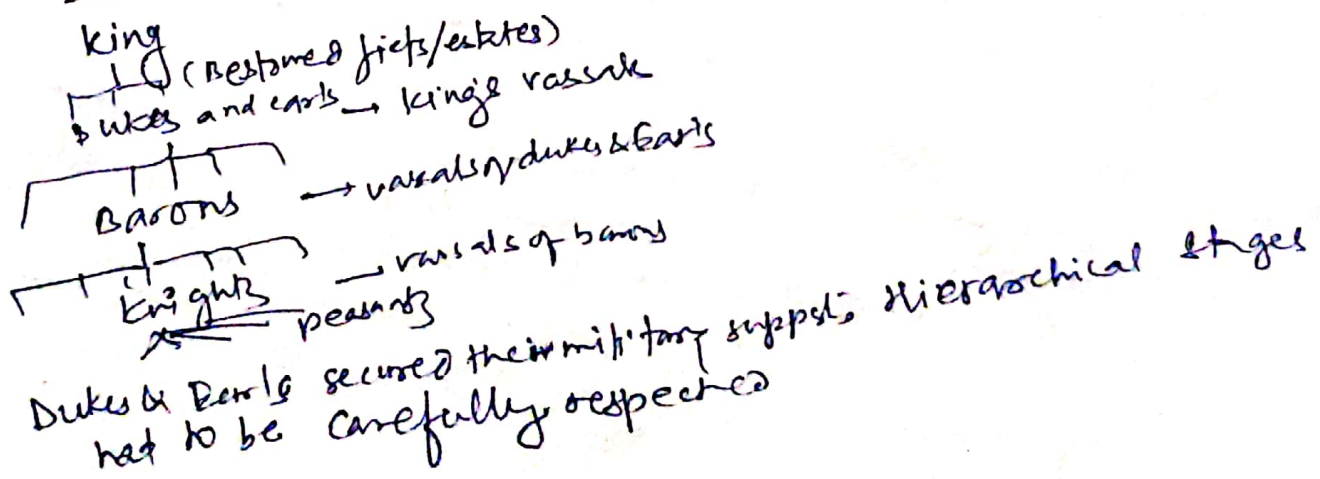 King
(Bestowed fiefs/estates)
Dukes and earls → king's vassals
Barons → vassals of dukes & Earls
Knights → vassals of barons
peasants
Dukes & Earls secured their military support; Hierarchical stages
had to be carefully respected